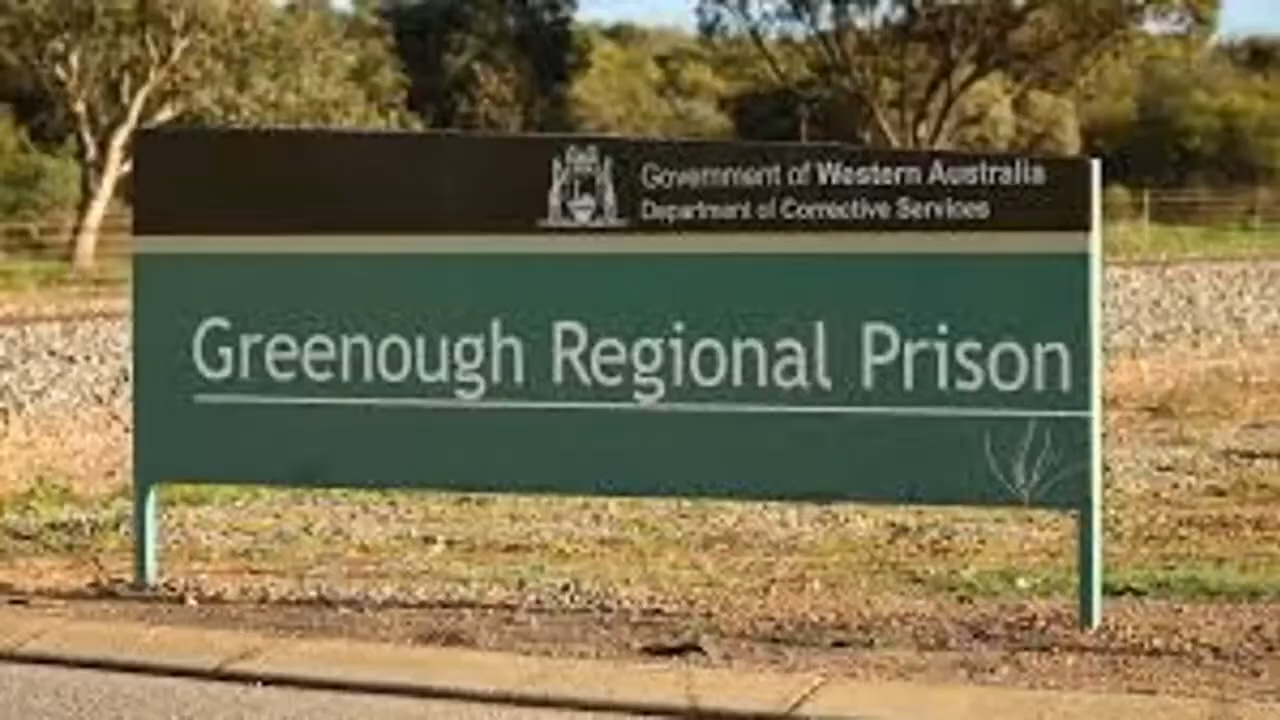 Government of Western Australia
Department of Corrective Services
Greenough Regional Prison